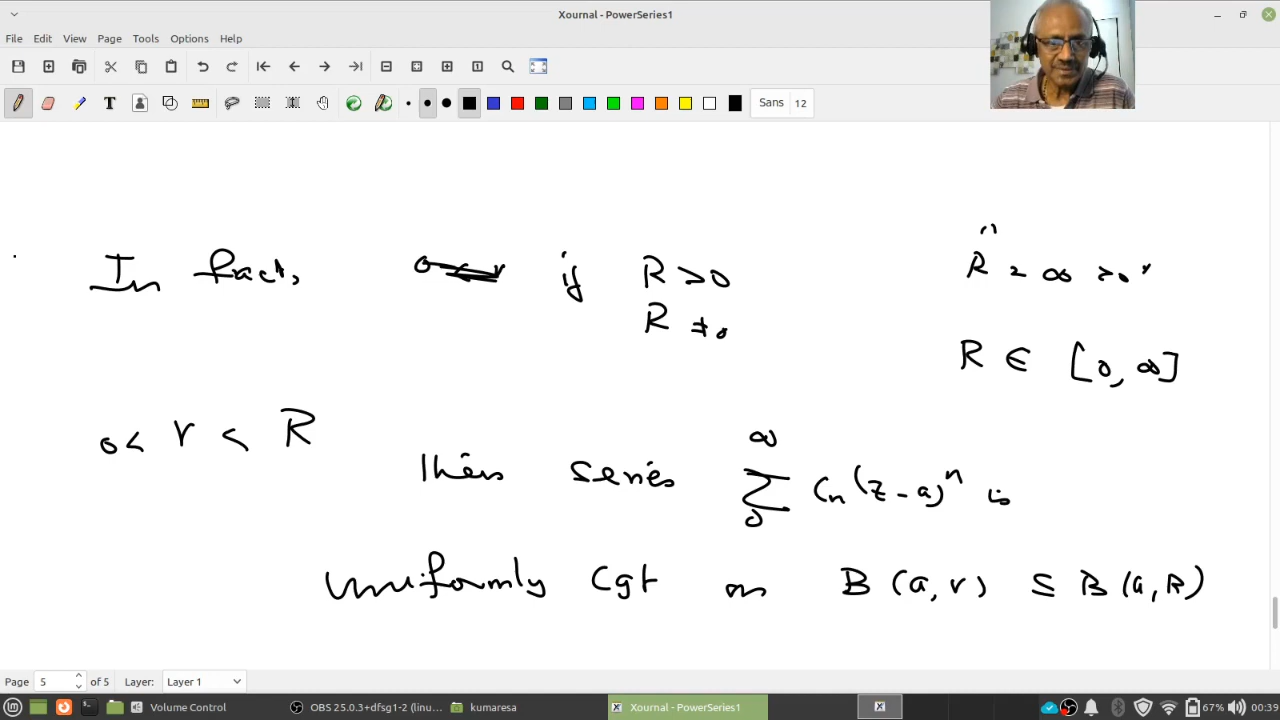 Xournal - PowerSeries1
File Edit View Page Tools Options Help
Sans 12
In fact, if R > 0
R ≠ 0
R = ∞ > 0
R ∈ [0, ∞]
0 < r < R
then series ∑ 0 ∞ Cn (z - a)^n is
uniformly cgt on B(a, r) ⊆ B(a, R)
Page 5 of 5 Layer: Layer 1
Volume Control OBS 25.0.3+dfsg1-2 (linu... kumaresa Xournal - PowerSeries1 67% 00:39